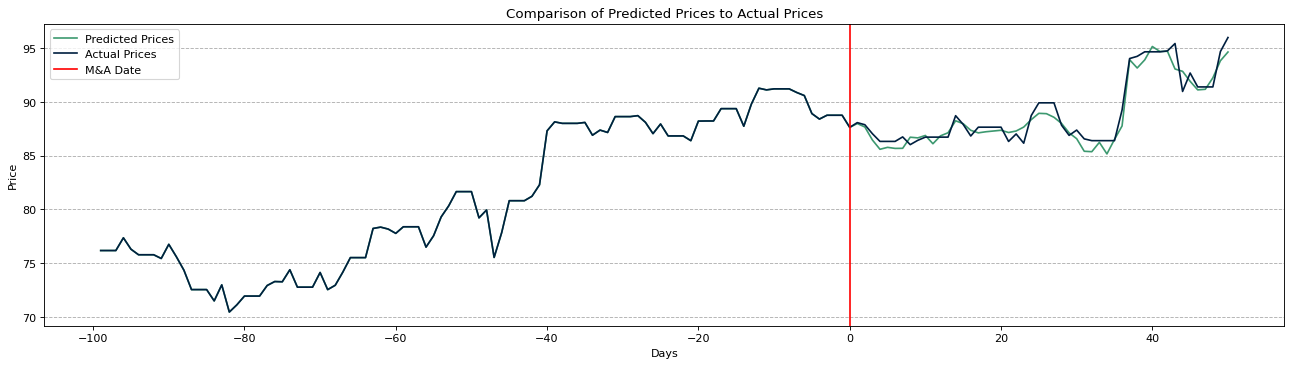 Comparison of Predicted Prices to Actual Prices
Predicted Prices
Actual Prices
M&A Date
Price
95
90
85
80
75
70
−100
−80
−60
−40
−20
0
20
40
Days